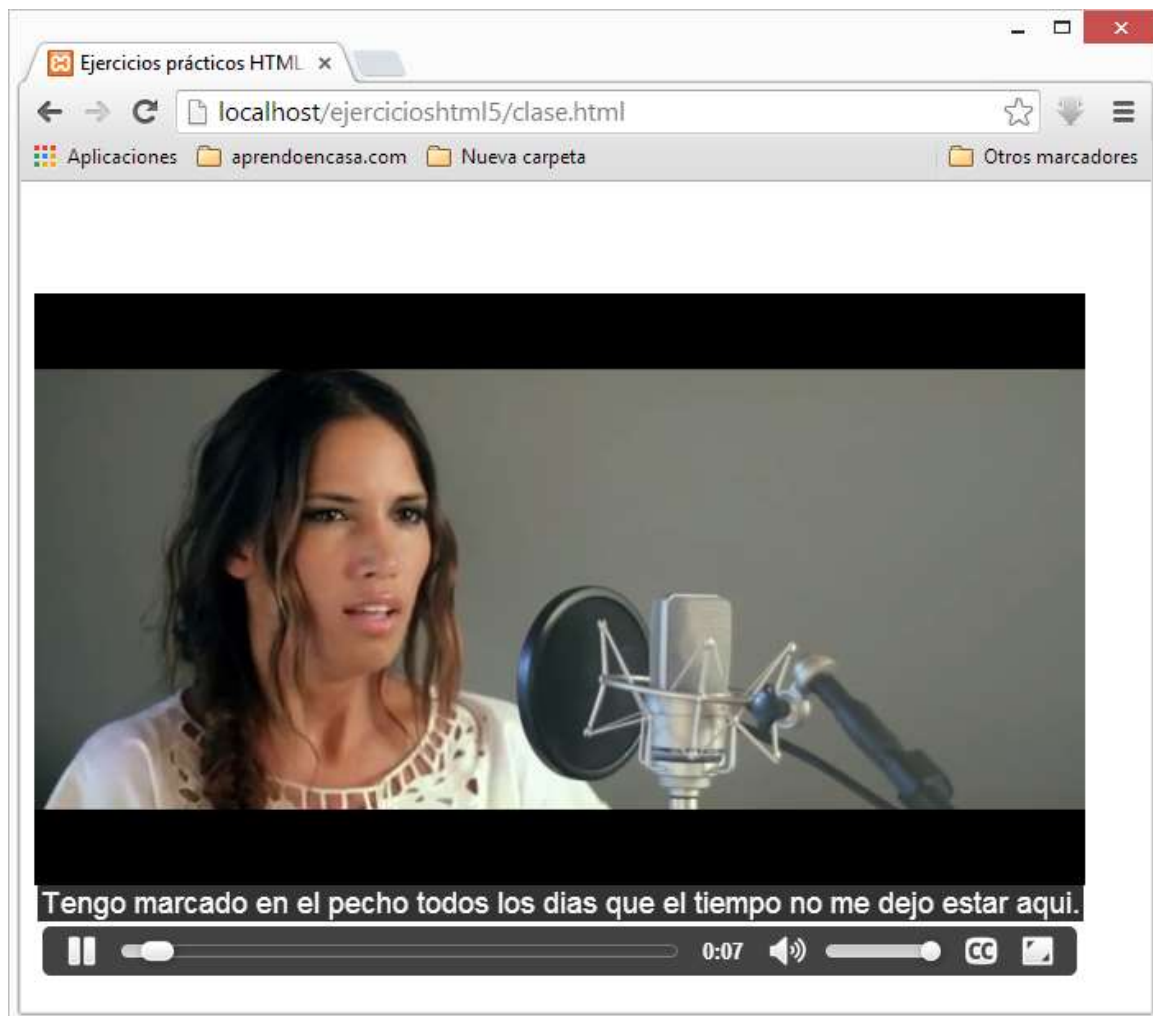 Ejercicios prácticos HTML
localhost/ejercicioshtml5/clase.html
Aplicaciones aprendoencasa.com Nueva carpeta Otros marcadores
Tengo marcado en el pecho todos los dias que el tiempo no me dejo estar aqui.
0:07 CC